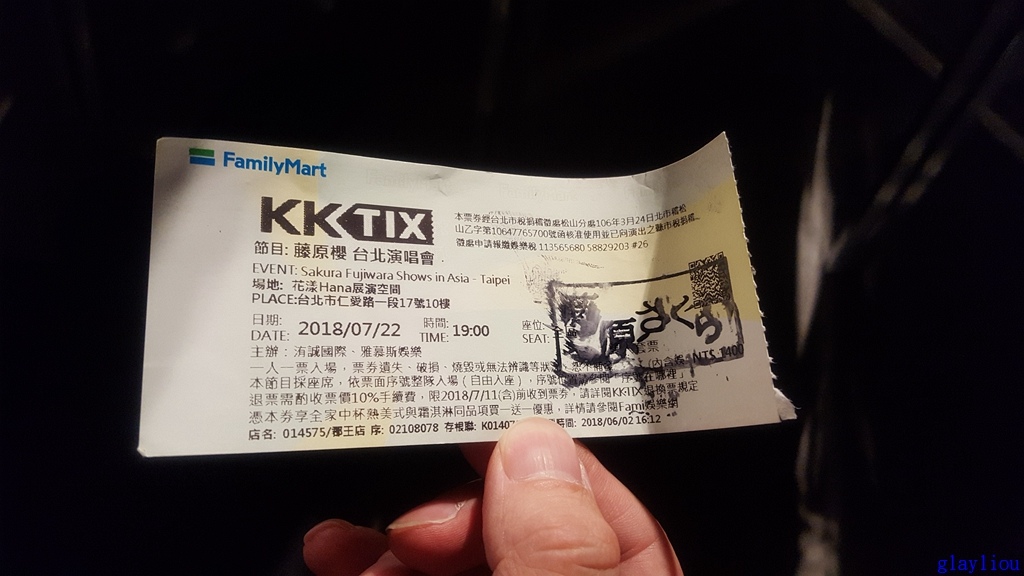 FamilyMart
KKTIX
本票券經台北市稅捐稽徵處松山分處106年3月24日北市稽松
山乙字第10647765700號函核准使用並已向演出之縣市稅捐稽
徵處申請報繳娛樂稅 113565680 58829203 #26
節目: 藤原櫻 台北演唱會
EVENT: Sakura Fujiwara Shows in Asia - Taipei
場地: 花漾Hana展演空間
PLACE:台北市仁愛路一段17號10樓
日期:
DATE: 2018/07/22
時間:
TIME: 19:00
座位:
SEAT:
套票
藤原さくら
主辦:洧誠國際、雅慕斯娛樂
NT$ 1400
一人一票入場,票券遺失、破損、燒毀或無法辨識等狀
本節目採座席,依票面序號整隊入場(自由入座),序號
退票需酌收票價10%手續費,限2018/7/11(含)前收到票券,請詳閱KKTIX退換票規定
憑本券享全家中杯熱美式與霜淇淋同品項買一送一優惠,詳情請參閱Fami娛樂網
店名: 014575/郡王店 序: 02108078 存根聯: K01407 時間: 2018/06/02 16:12
glayliou